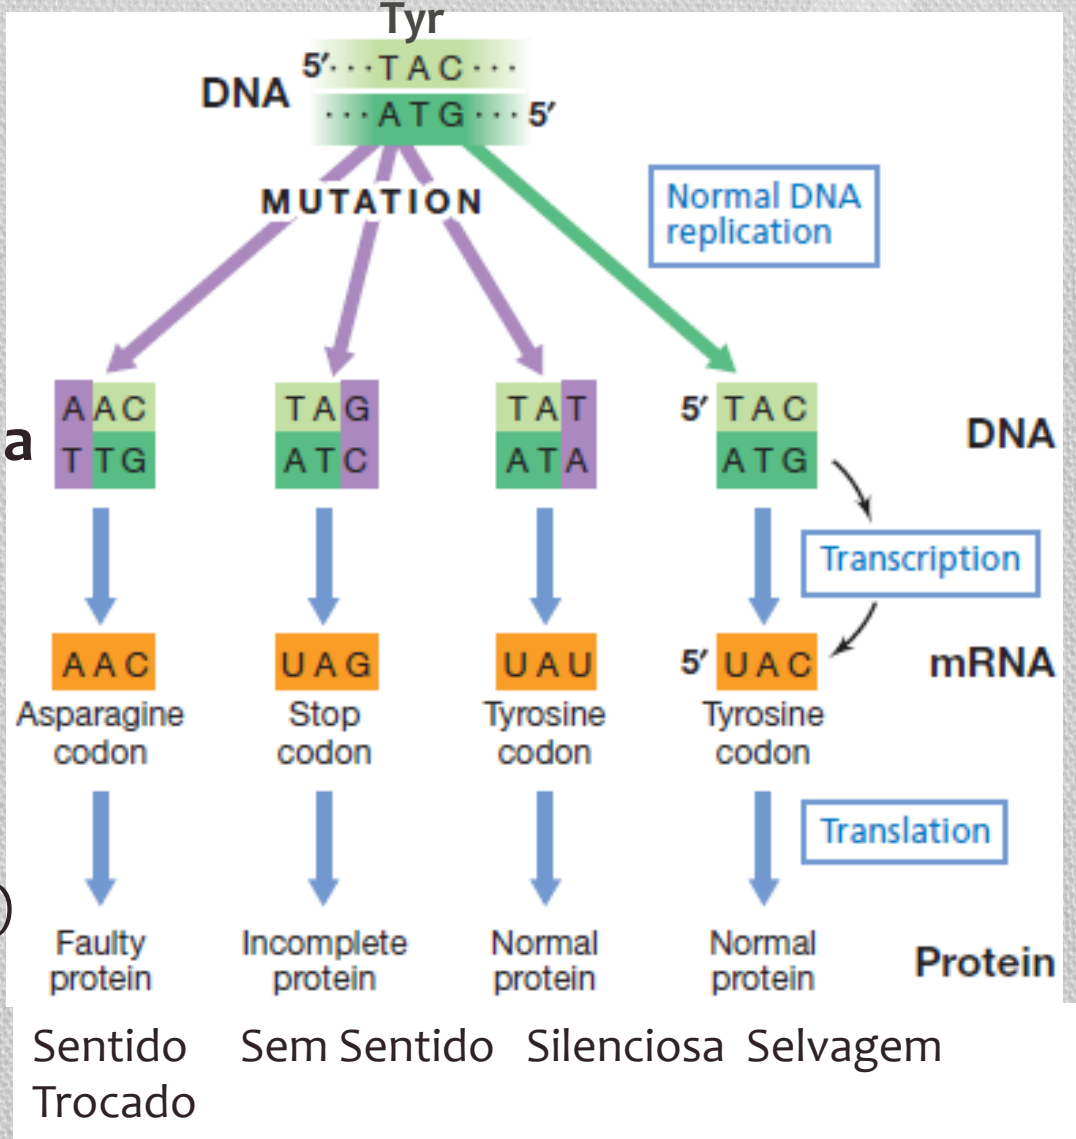 Tyr
5′···TAC···
DNA
···ATG···5′
MUTATION
Normal DNA
replication
AAC
TTG
TAG
ATC
TAT
ATA
5′ TAC
ATG
DNA
a
Transcription
AAC
UAG
UAU
5′ UAC
mRNA
Asparagine
codon
Stop
codon
Tyrosine
codon
Tyrosine
codon
Translation
)
Faulty
protein
Incomplete
protein
Normal
protein
Normal
protein
Protein
Sentido
Trocado
Sem Sentido
Silenciosa
Selvagem